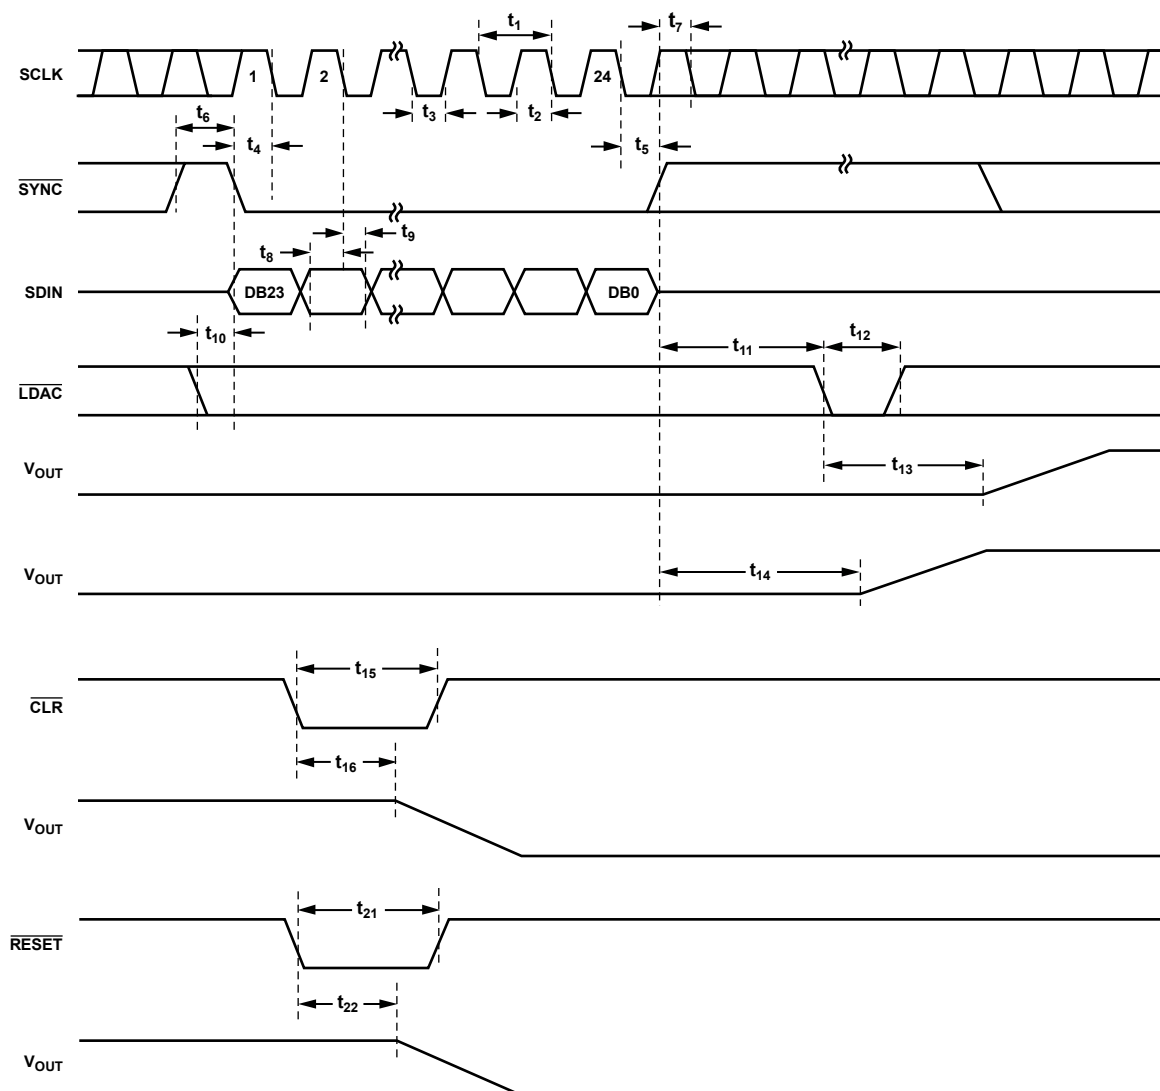 t1
t7
SCLK
1
2
24
t3
t2
t6
t4
t5
SYNC
t9
t8
SDIN
DB23
DB0
t10
t11
t12
LDAC
VOUT
t13
VOUT
t14
t15
CLR
t16
VOUT
t21
RESET
t22
VOUT